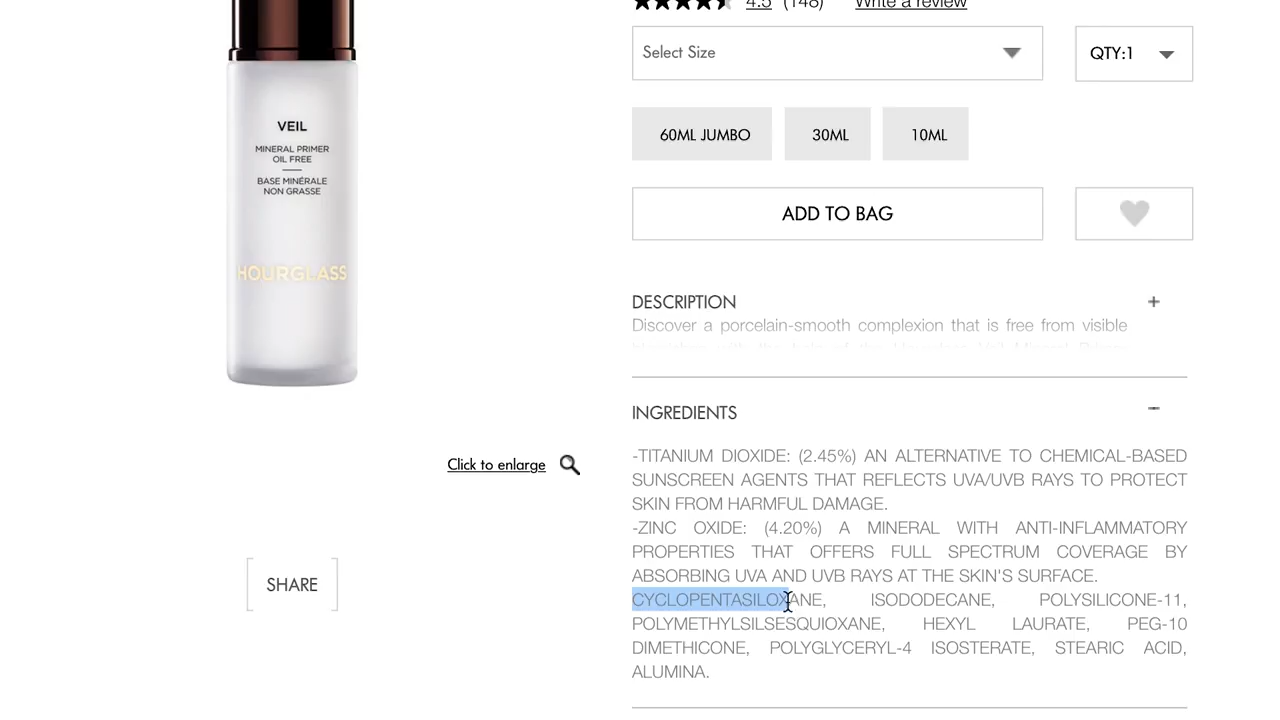 VEIL
MINERAL PRIMER
OIL FREE
BASE MINÉRALE
NON GRASSE
HOURGLASS
Click to enlarge
SHARE
4.5 (148) Write a review
Select Size
QTY:1
60ML JUMBO 30ML 10ML
ADD TO BAG
DESCRIPTION +
Discover a porcelain-smooth complexion that is free from visible
INGREDIENTS -
-TITANIUM DIOXIDE: (2.45%) AN ALTERNATIVE TO CHEMICAL-BASED
SUNSCREEN AGENTS THAT REFLECTS UVA/UVB RAYS TO PROTECT
SKIN FROM HARMFUL DAMAGE.
-ZINC OXIDE: (4.20%) A MINERAL WITH ANTI-INFLAMMATORY
PROPERTIES THAT OFFERS FULL SPECTRUM COVERAGE BY
ABSORBING UVA AND UVB RAYS AT THE SKIN'S SURFACE.
CYCLOPENTASILOXANE, ISODODECANE, POLYSILICONE-11,
POLYMETHYLSILSESQUIOXANE, HEXYL LAURATE, PEG-10
DIMETHICONE, POLYGLYCERYL-4 ISOSTERATE, STEARIC ACID,
ALUMINA.